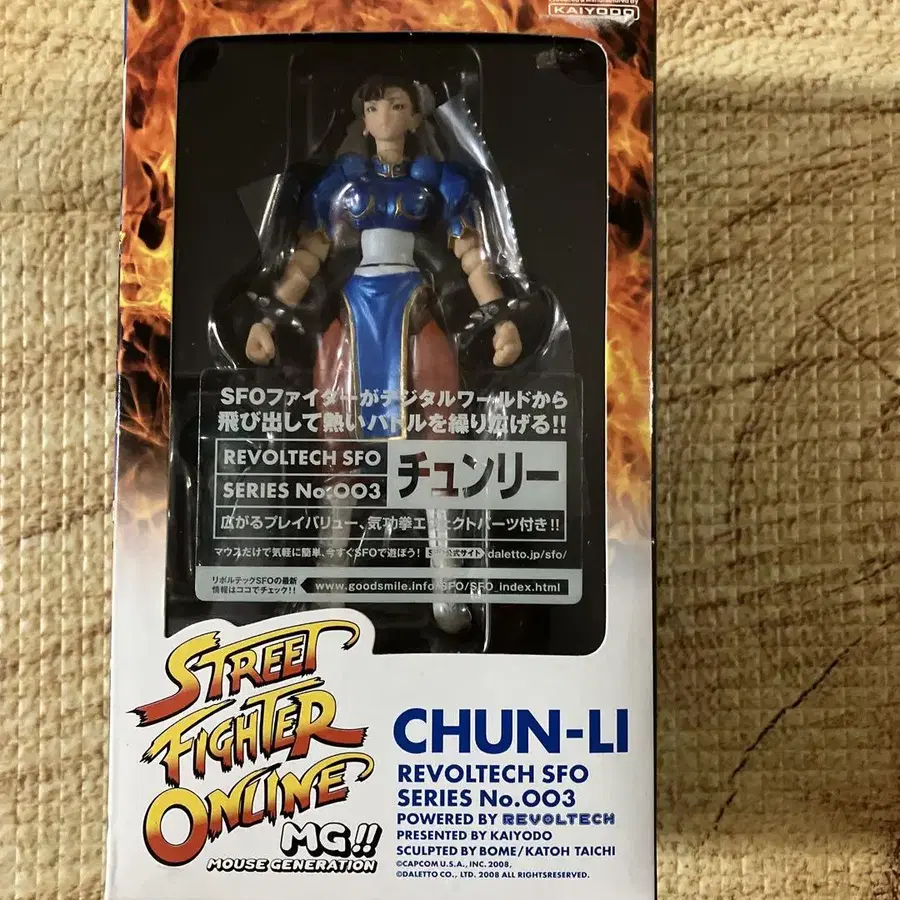 KAIYODO
SFOファイターがデジタルワールドから
飛び出して熱いバトルを繰り広げる!!
REVOLTECH SFO
SERIES No.003
チュンリー
広がるプレイバリュー、気功拳エフェクトパーツ付き!!
マウスだけで気軽に簡単、今すぐSFOで遊ぼう! SFO公式サイト daletto.jp/sfo/
リボルテックSFOの最新
情報はココでチェック!!
www.goodsmile.info/SFO/SFO_index.html
STREET
FIGHTER
ONLINE
MG!!
MOUSE GENERATION
CHUN-LI
REVOLTECH SFO
SERIES No.003
POWERED BY REVOLTECH
PRESENTED BY KAIYODO
SCULPTED BY BOME/KATOH TAICHI
©CAPCOM U.S.A., INC. 2008,
©DALETTO CO., LTD. 2008 ALL RIGHTSRESERVED.